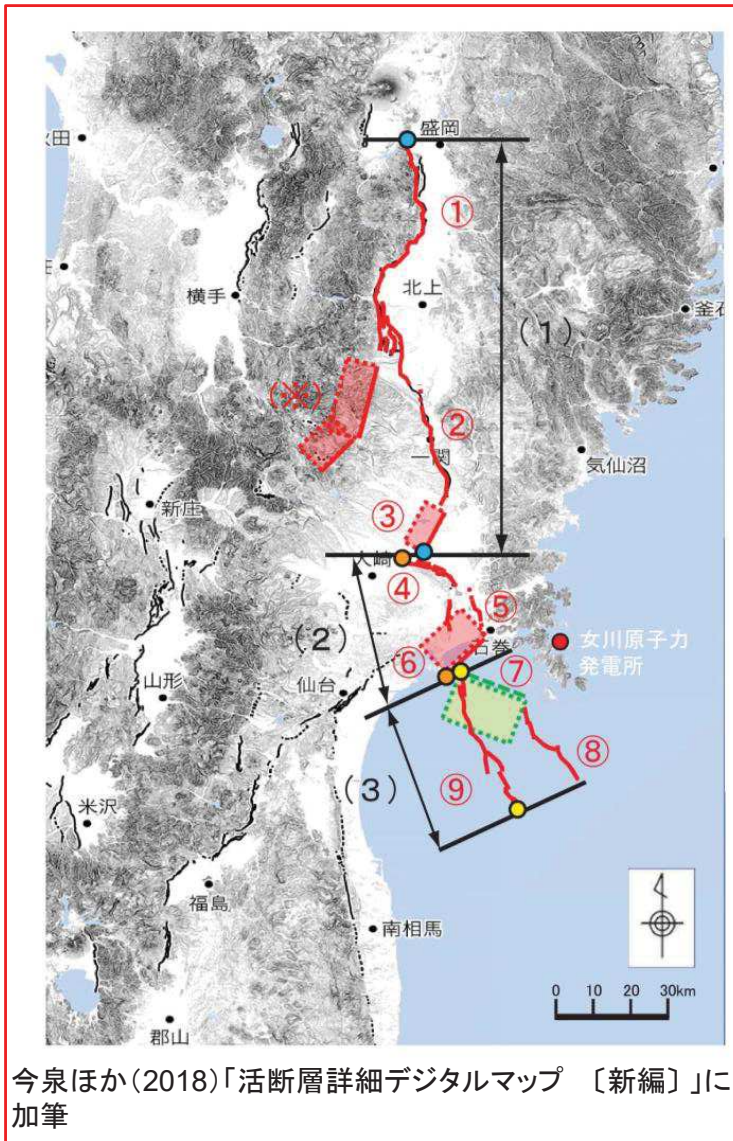 盛岡
田
①
横手
北上
釜石
(1)
(※)
②
一関
気仙沼
新庄
③
大崎
④
⑤
(2)
石巻
女川原子力
発電所
⑥
⑦
山形
仙台
⑧
(3)
⑨
米沢
福島
南相馬
0 10 20 30km
郡山
今泉ほか(2018)「活断層詳細デジタルマップ 〔新編〕」に
加筆